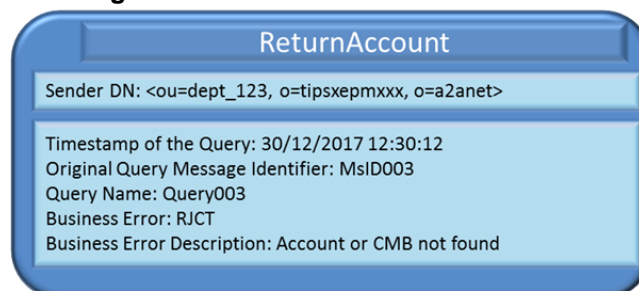 ReturnAccount
Sender DN: <ou=dept_123, o=tipsxepmxxx, o=a2anet>
Timestamp of the Query: 30/12/2017 12:30:12
Original Query Message Identifier: MsID003
Query Name: Query003
Business Error: RJCT
Business Error Description: Account or CMB not found